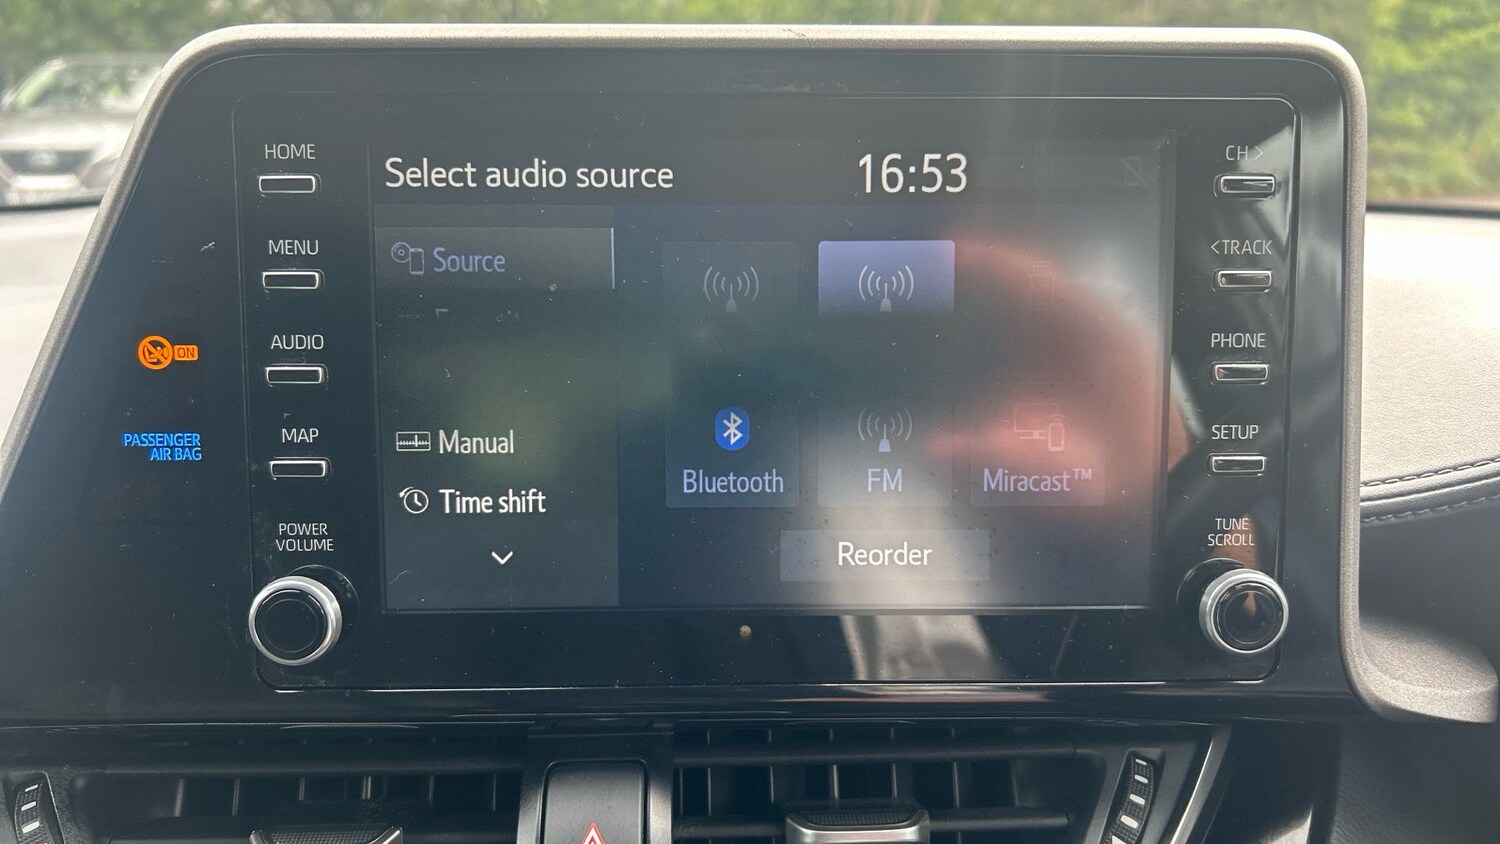 HOME
MENU
AUDIO
MAP
POWER
VOLUME
ON
PASSENGER
AIR BAG
Select audio source
16:53
Source
Manual
Time shift
Bluetooth
FM
Miracast™
Reorder
CH >
< TRACK
PHONE
SETUP
TUNE
SCROLL